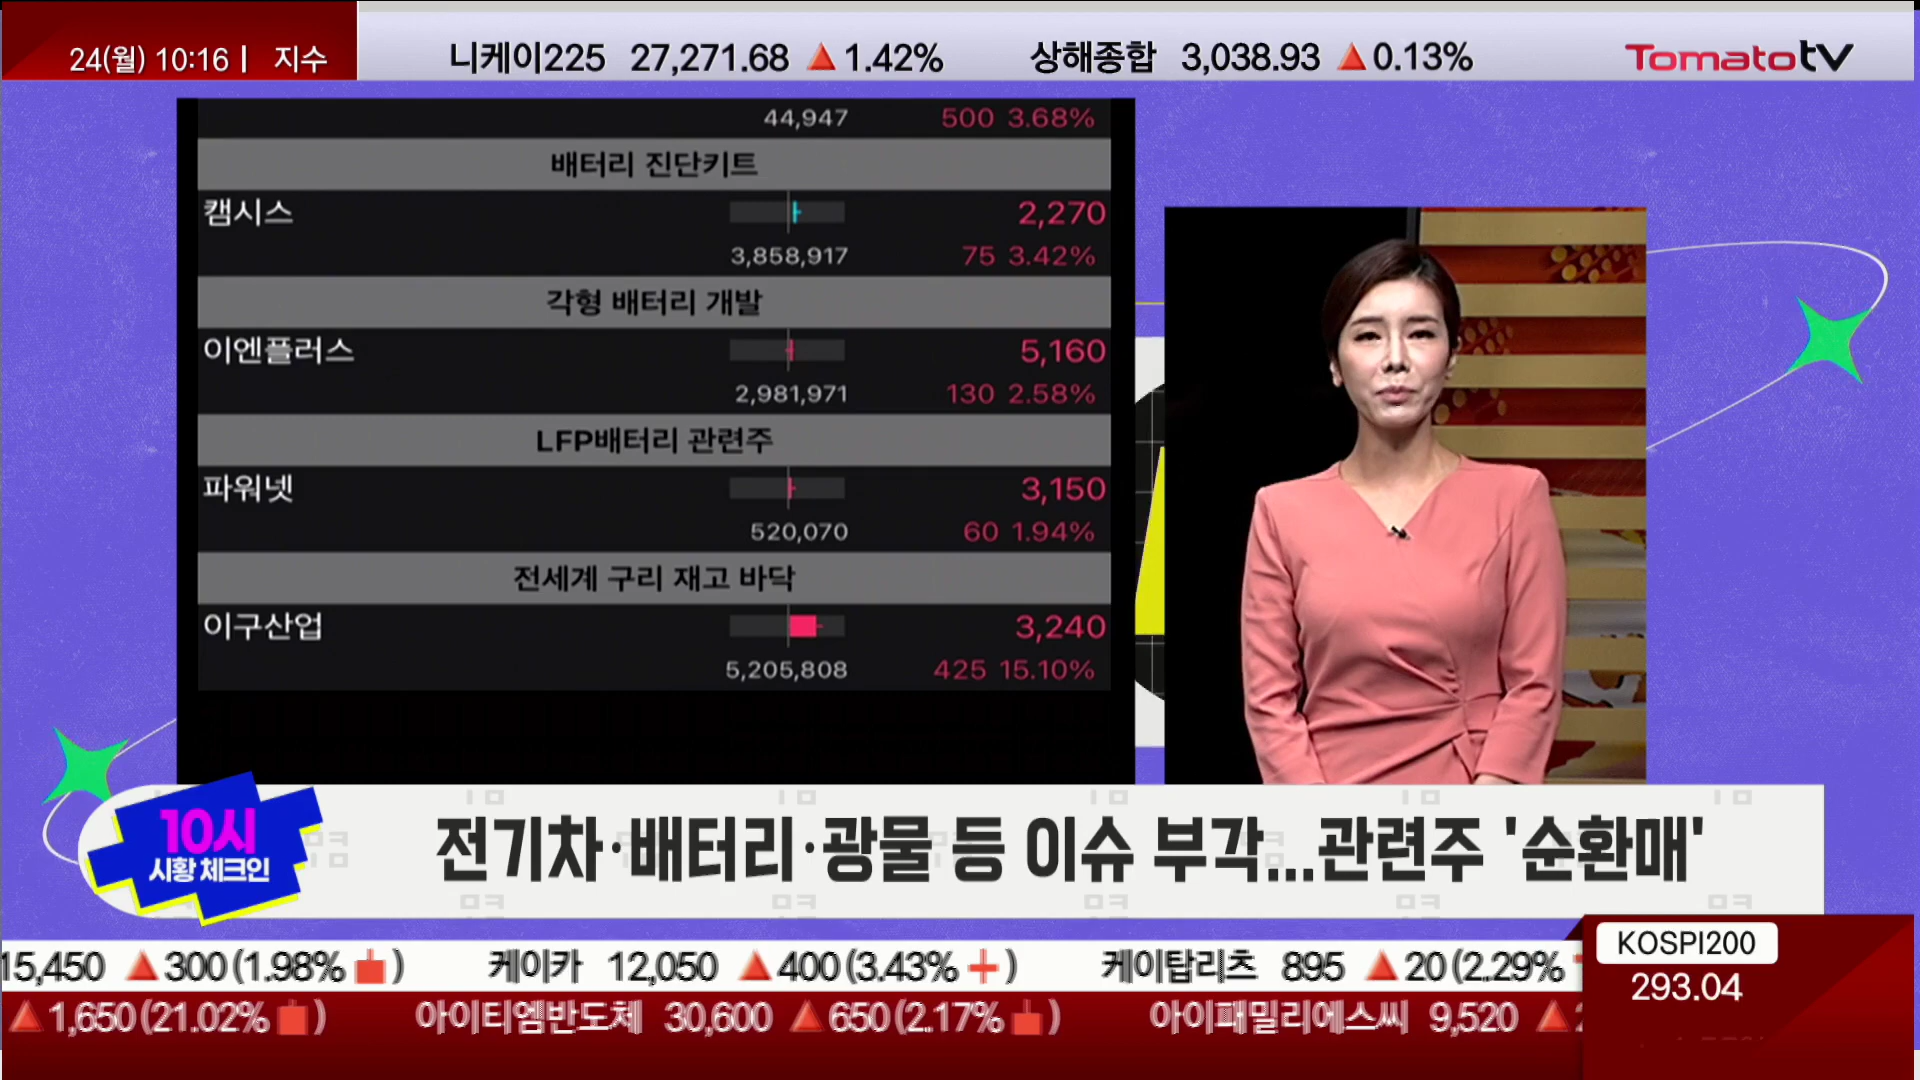 24(월) 10:16 | 지수
니케이225 27,271.68 ▲1.42% 상해종합 3,038.93 ▲0.13%
Tomatotv
44,947 500 3.68%
배터리 진단키트
캠시스 2,270
3,858,917 75 3.42%
각형 배터리 개발
이엔플러스 5,160
2,981,971 130 2.58%
LFP배터리 관련주
파워넷 3,150
520,070 60 1.94%
전세계 구리 재고 바닥
이구산업 3,240
5,205,808 425 15.10%
10시
시황 체크인
전기차·배터리·광물 등 이슈 부각...관련주 '순환매'
15,450 ▲300(1.98%) 케이카 12,050 ▲400(3.43%) 케이탑리츠 895 ▲20(2.29%
▲1,650(21.02%) 아이티엠반도체 30,600 ▲650(2.17%) 아이패밀리에스씨 9,520 ▲
KOSPI200
293.04